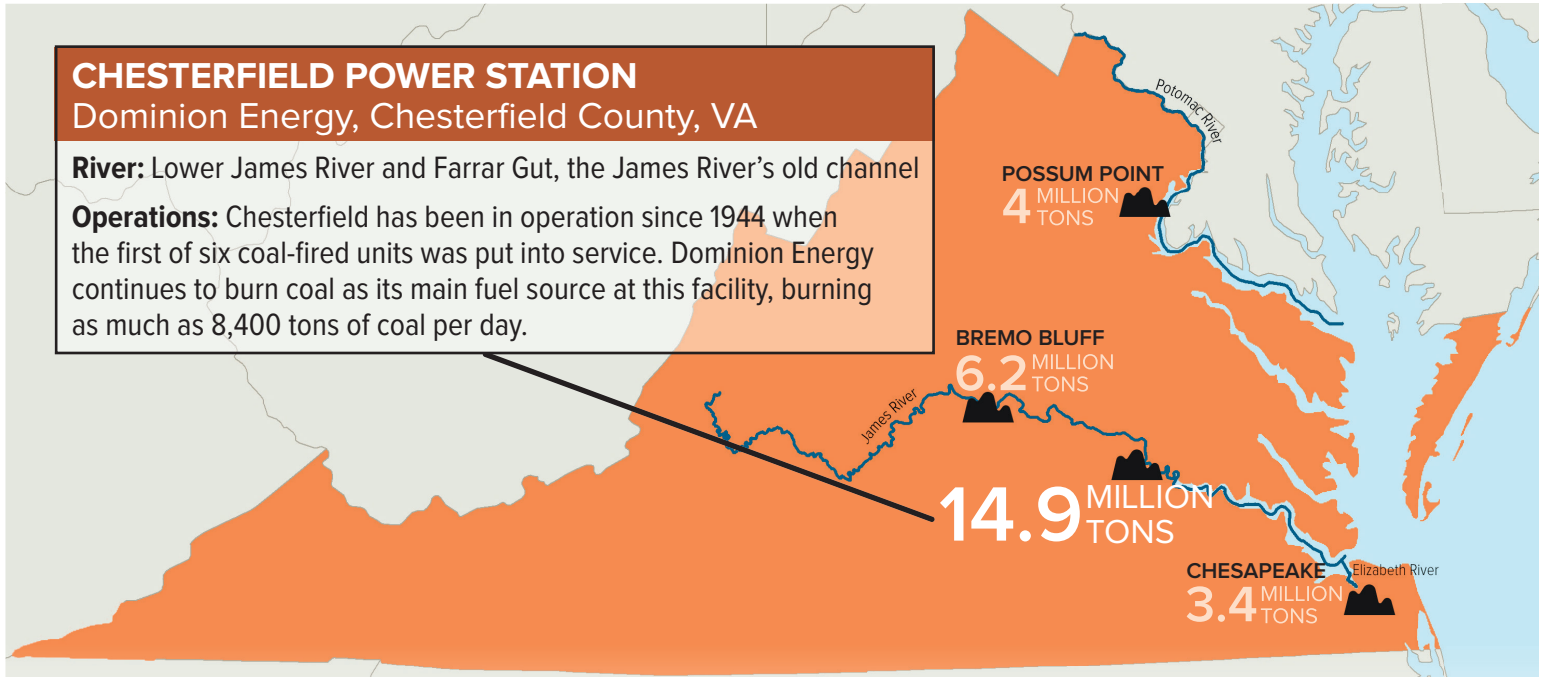 CHESTERFIELD POWER STATION
Dominion Energy, Chesterfield County, VA
River: Lower James River and Farrar Gut, the James River’s old channel
Operations: Chesterfield has been in operation since 1944 when
the first of six coal-fired units was put into service. Dominion Energy
continues to burn coal as its main fuel source at this facility, burning
as much as 8,400 tons of coal per day.
Potomac River
POSSUM POINT
4 MILLION
TONS
BREMO BLUFF
6.2 MILLION
TONS
James River
14.9 MILLION
TONS
CHESAPEAKE
Elizabeth River
3.4 MILLION
TONS